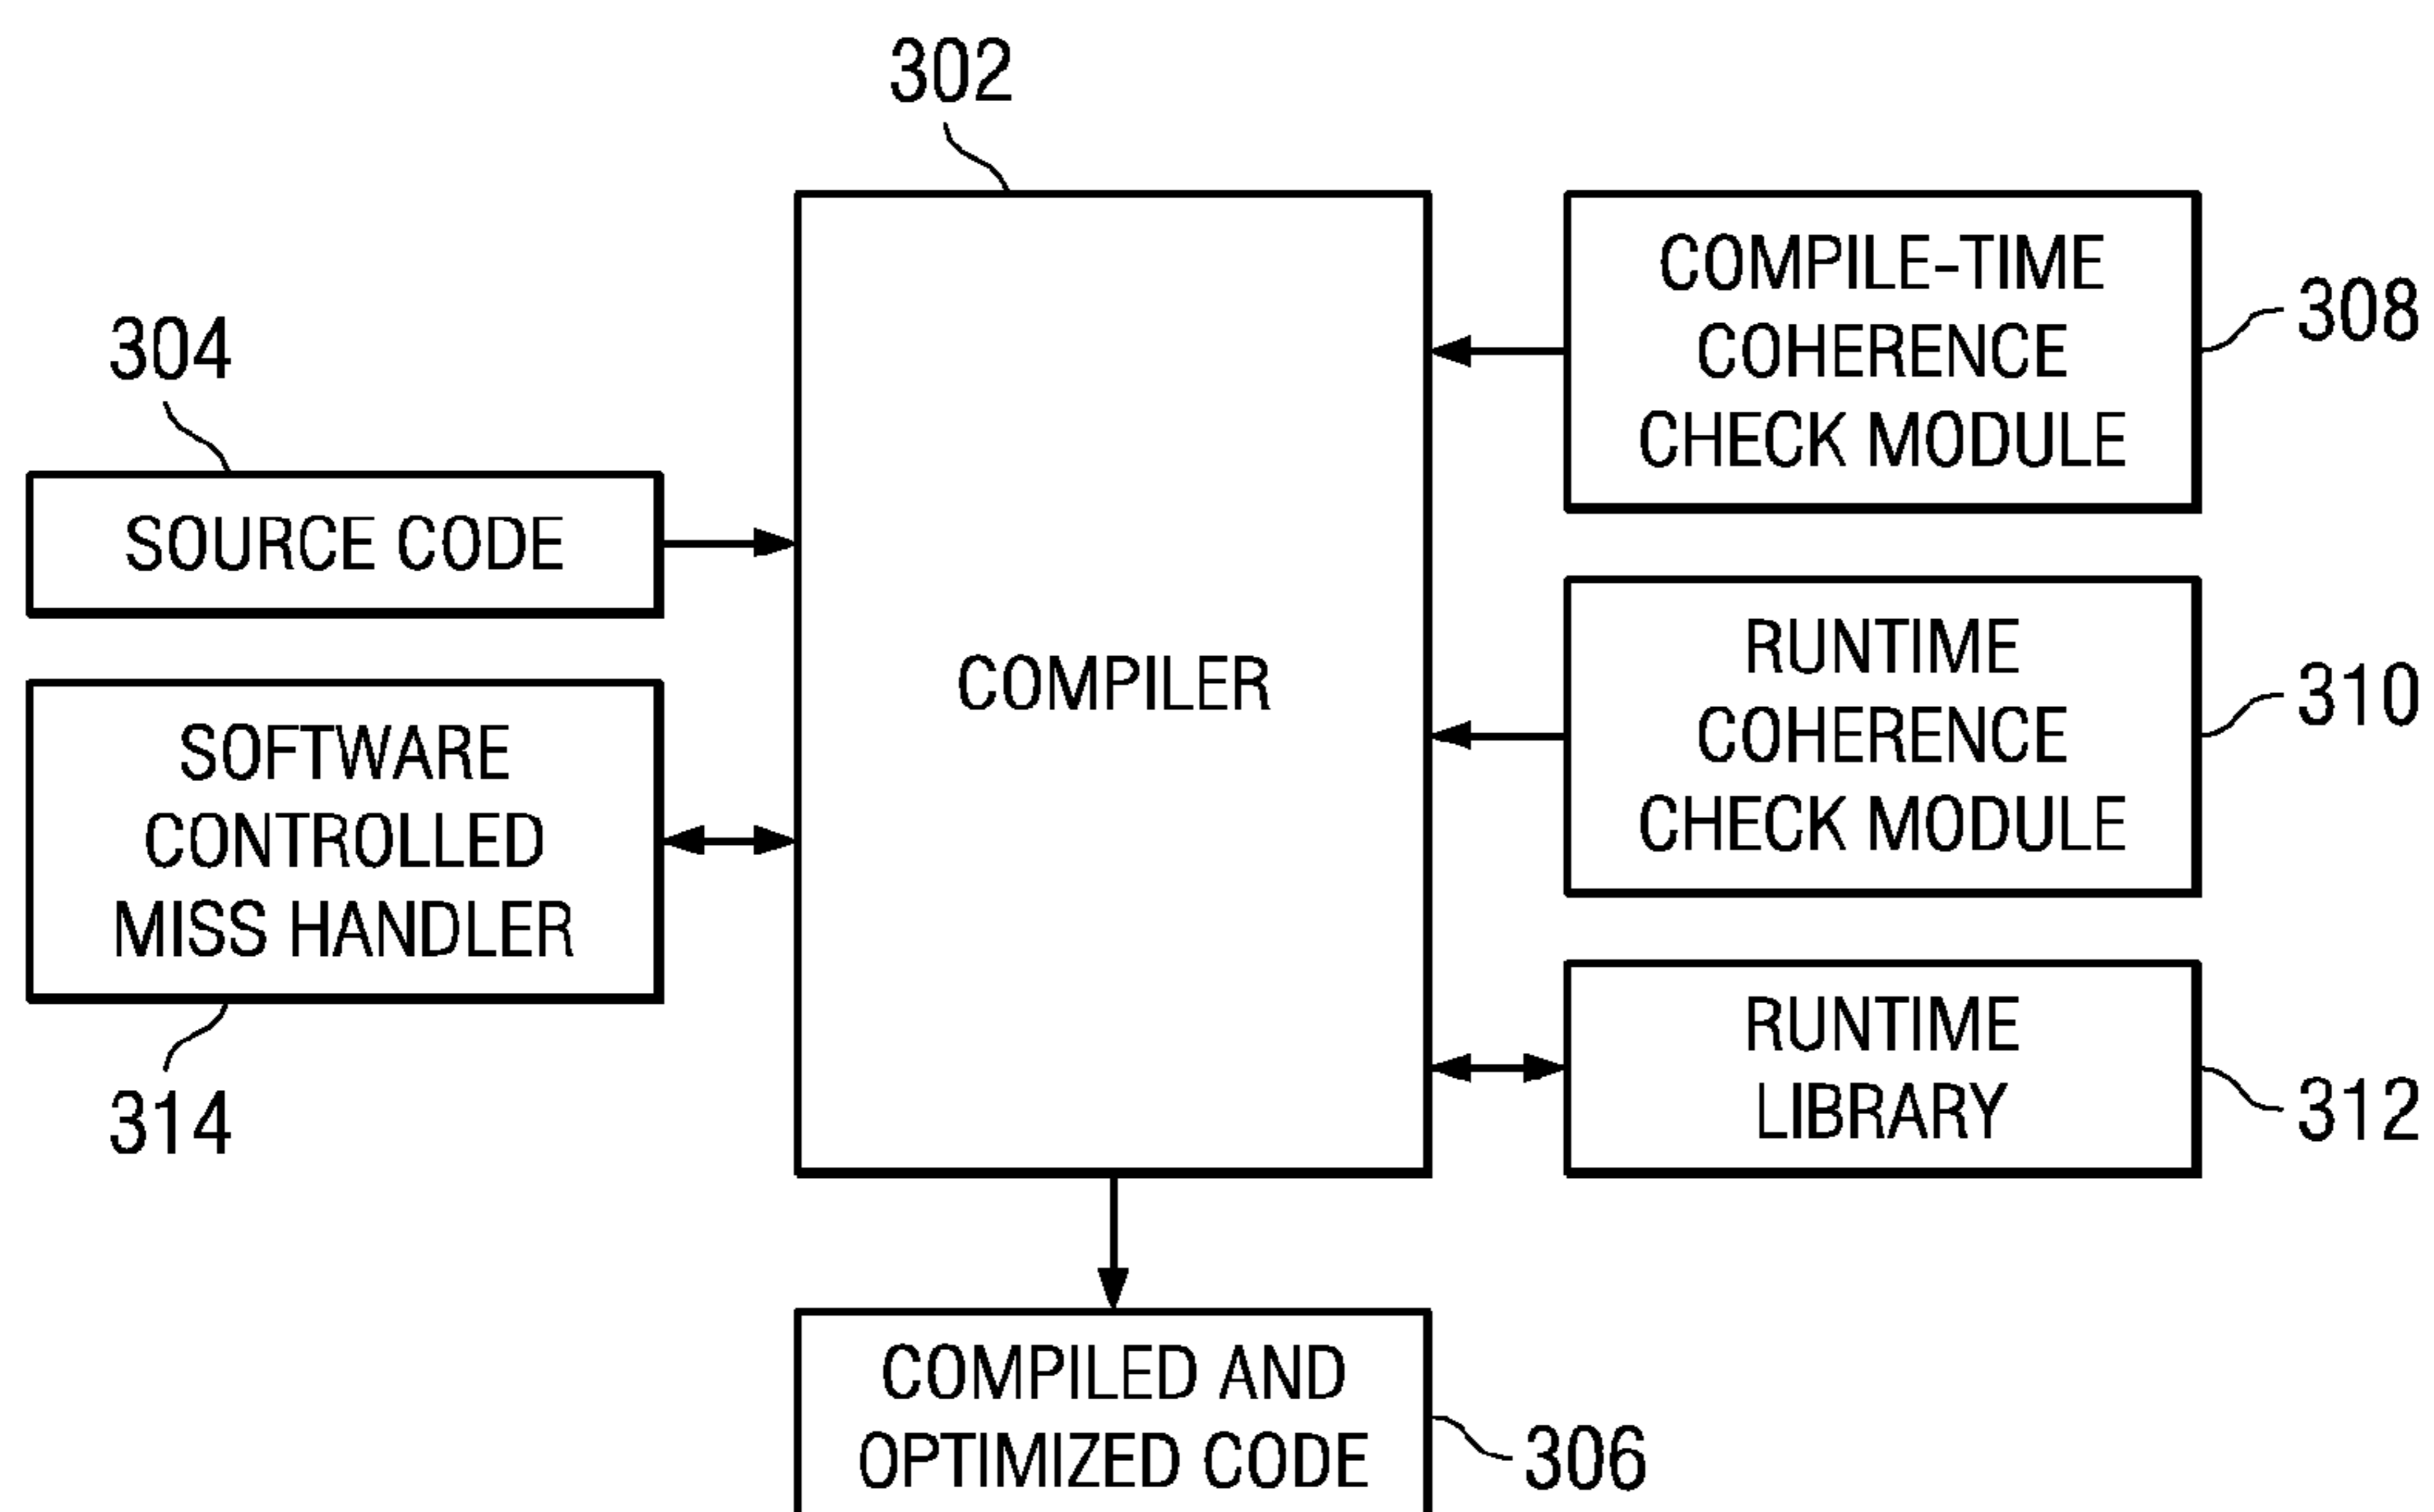 302
304
SOURCE CODE
SOFTWARE
CONTROLLED
MISS HANDLER
314
COMPILER
COMPILE-TIME
COHERENCE
CHECK MODULE
308
RUNTIME
COHERENCE
CHECK MODULE
310
RUNTIME
LIBRARY
312
COMPILED AND
OPTIMIZED CODE
306